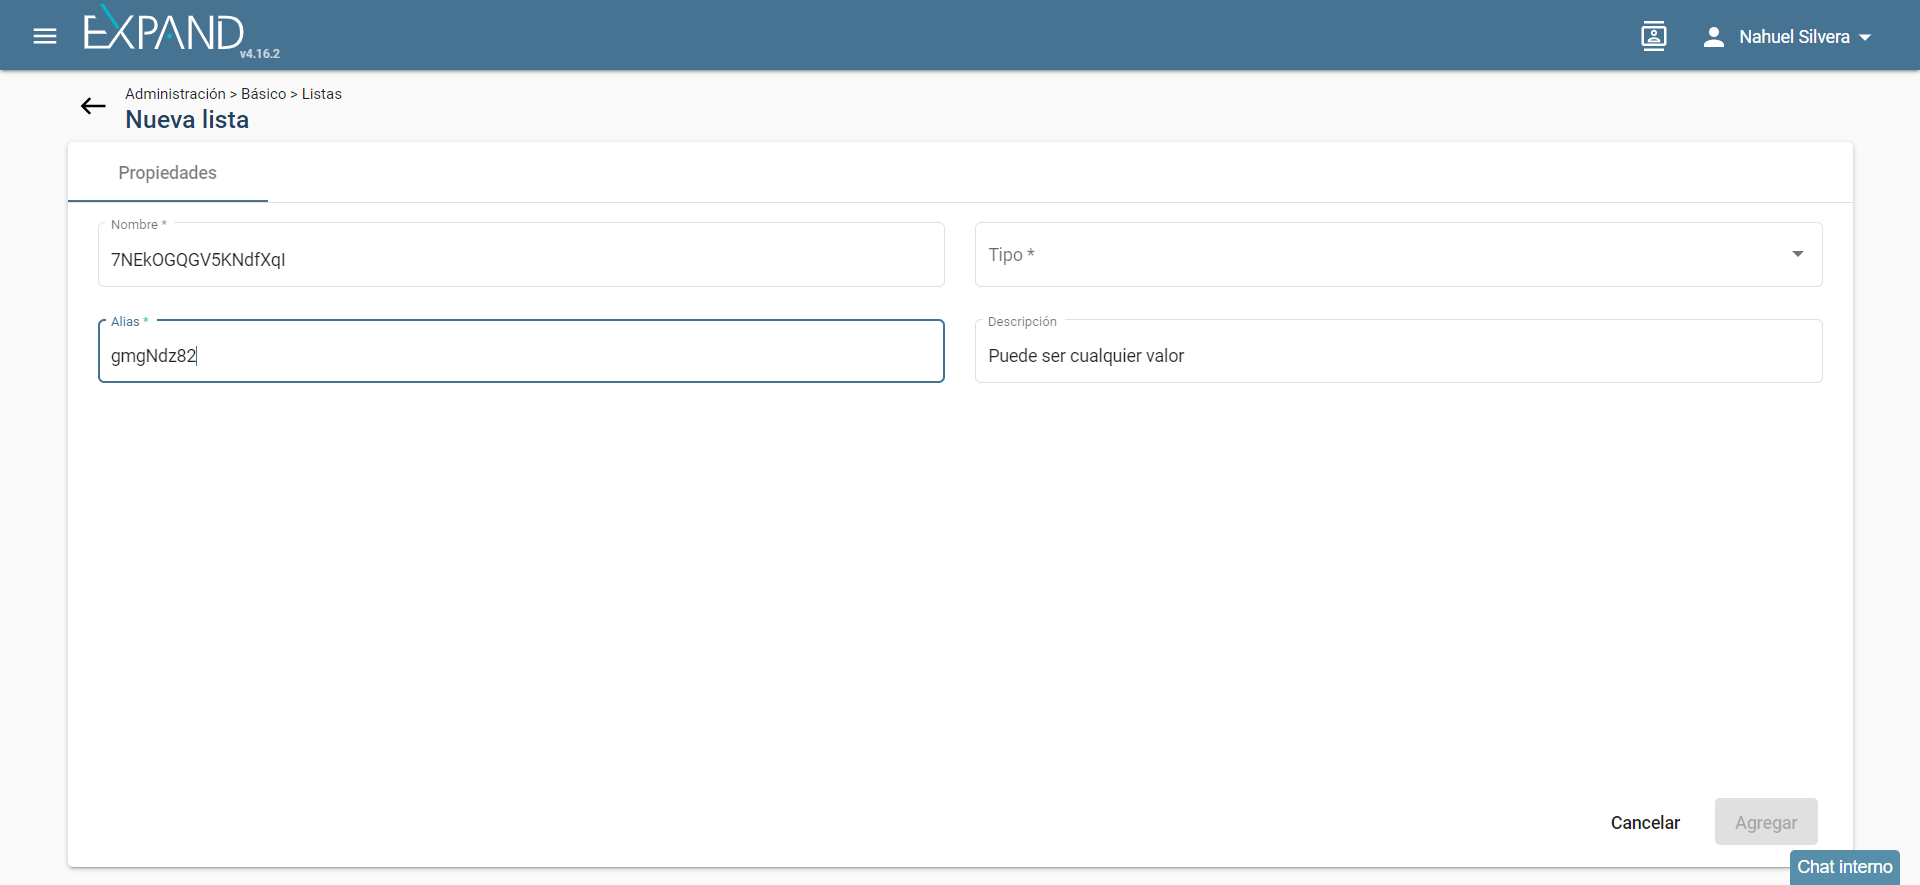 EXPAND
v4.16.2
Nahuel Silvera
Administración > Básico > Listas
Nueva lista
Propiedades
Nombre *
7NEkOGQGV5KNdfXqI
Tipo *
Alias *
gmgNdz82
Descripción
Puede ser cualquier valor
Cancelar
Agregar
Chat interno